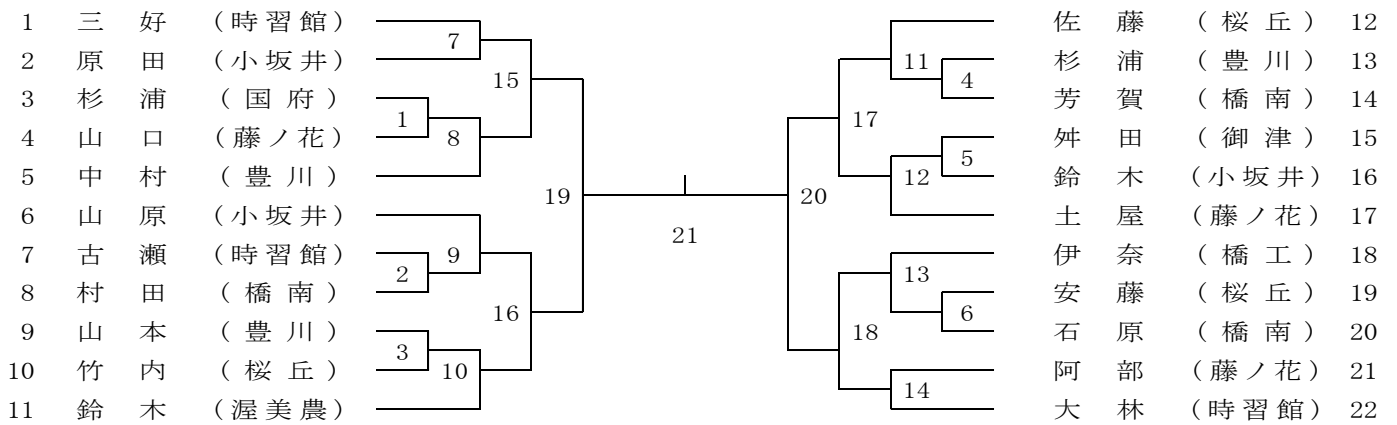 1 三好 (時習館)
2 原田 (小坂井)
3 杉浦 (国府)
4 山口 (藤ノ花)
5 中村 (豊川)
6 山原 (小坂井)
7 古瀬 (時習館)
8 村田 (橋南)
9 山本 (豊川)
10 竹内 (桜丘)
11 鈴木 (渥美農)
7
15
1
8
19
9
2
16
3
10
21
佐藤 (桜丘) 12
杉浦 (豊川) 13
芳賀 (橋南) 14
舛田 (御津) 15
鈴木 (小坂井) 16
土屋 (藤ノ花) 17
伊奈 (橋工) 18
安藤 (桜丘) 19
石原 (橋南) 20
阿部 (藤ノ花) 21
大林 (時習館) 22
11
4
17
5
12
20
13
6
18
14